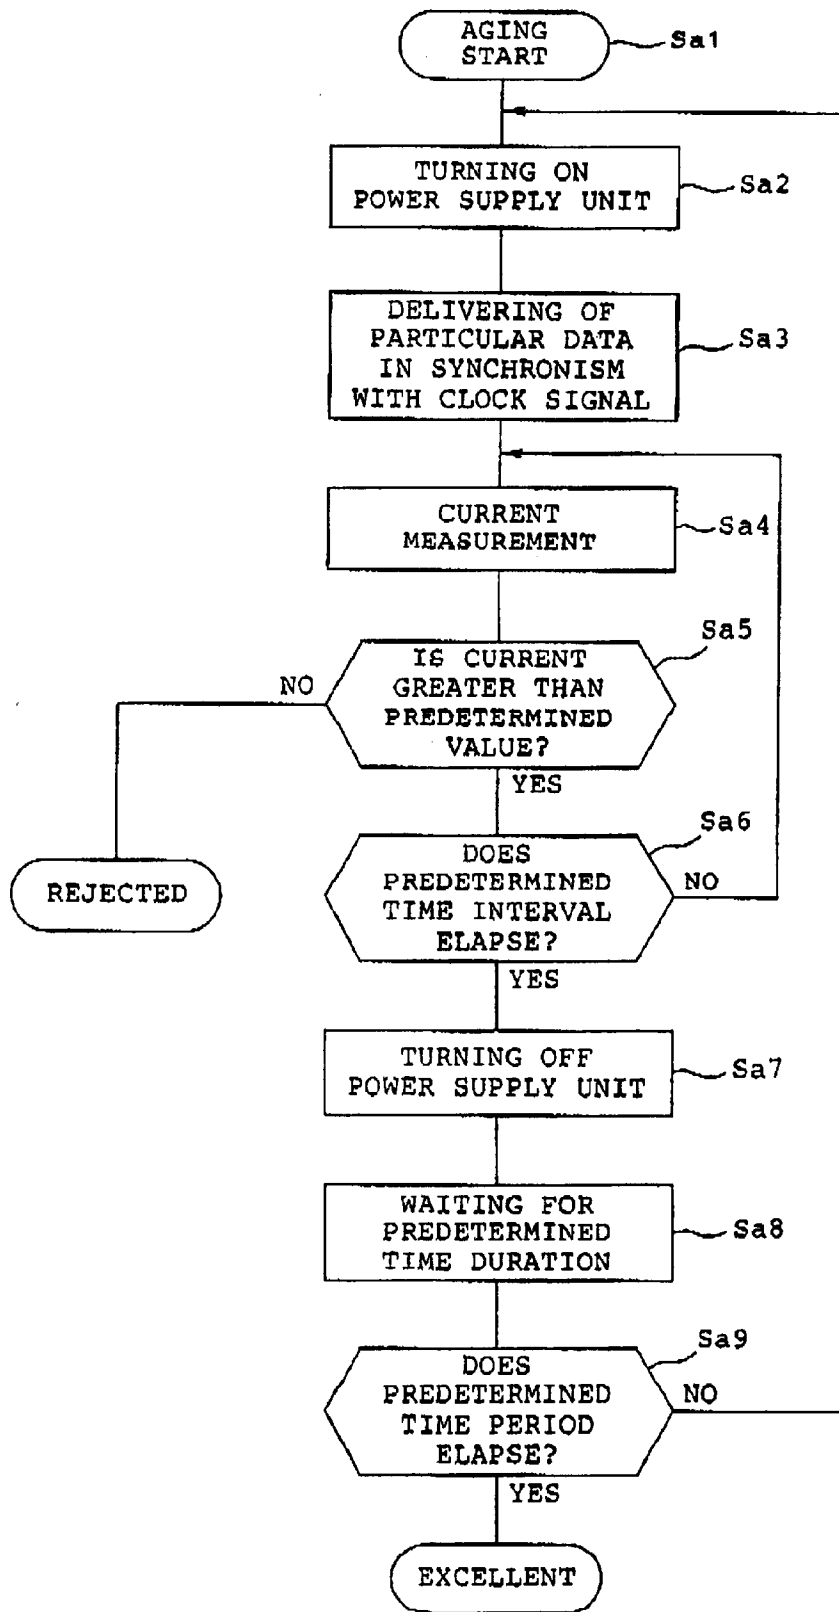 AGING
START
Sa1
TURNING ON
POWER SUPPLY UNIT
Sa2
DELIVERING OF
PARTICULAR DATA
IN SYNCHRONISM
WITH CLOCK SIGNAL
Sa3
CURRENT
MEASUREMENT
Sa4
IS CURRENT
GREATER THAN
PREDETERMINED
VALUE?
Sa5
NO
YES
REJECTED
DOES
PREDETERMINED
TIME INTERVAL
ELAPSE?
Sa6
NO
YES
TURNING OFF
POWER SUPPLY UNIT
Sa7
WAITING FOR
PREDETERMINED
TIME DURATION
Sa8
DOES
PREDETERMINED
TIME PERIOD
ELAPSE?
Sa9
NO
YES
EXCELLENT